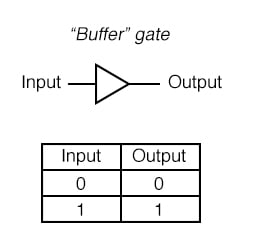 “Buffer” gate
Input Output
Input Output
0 0
1 1